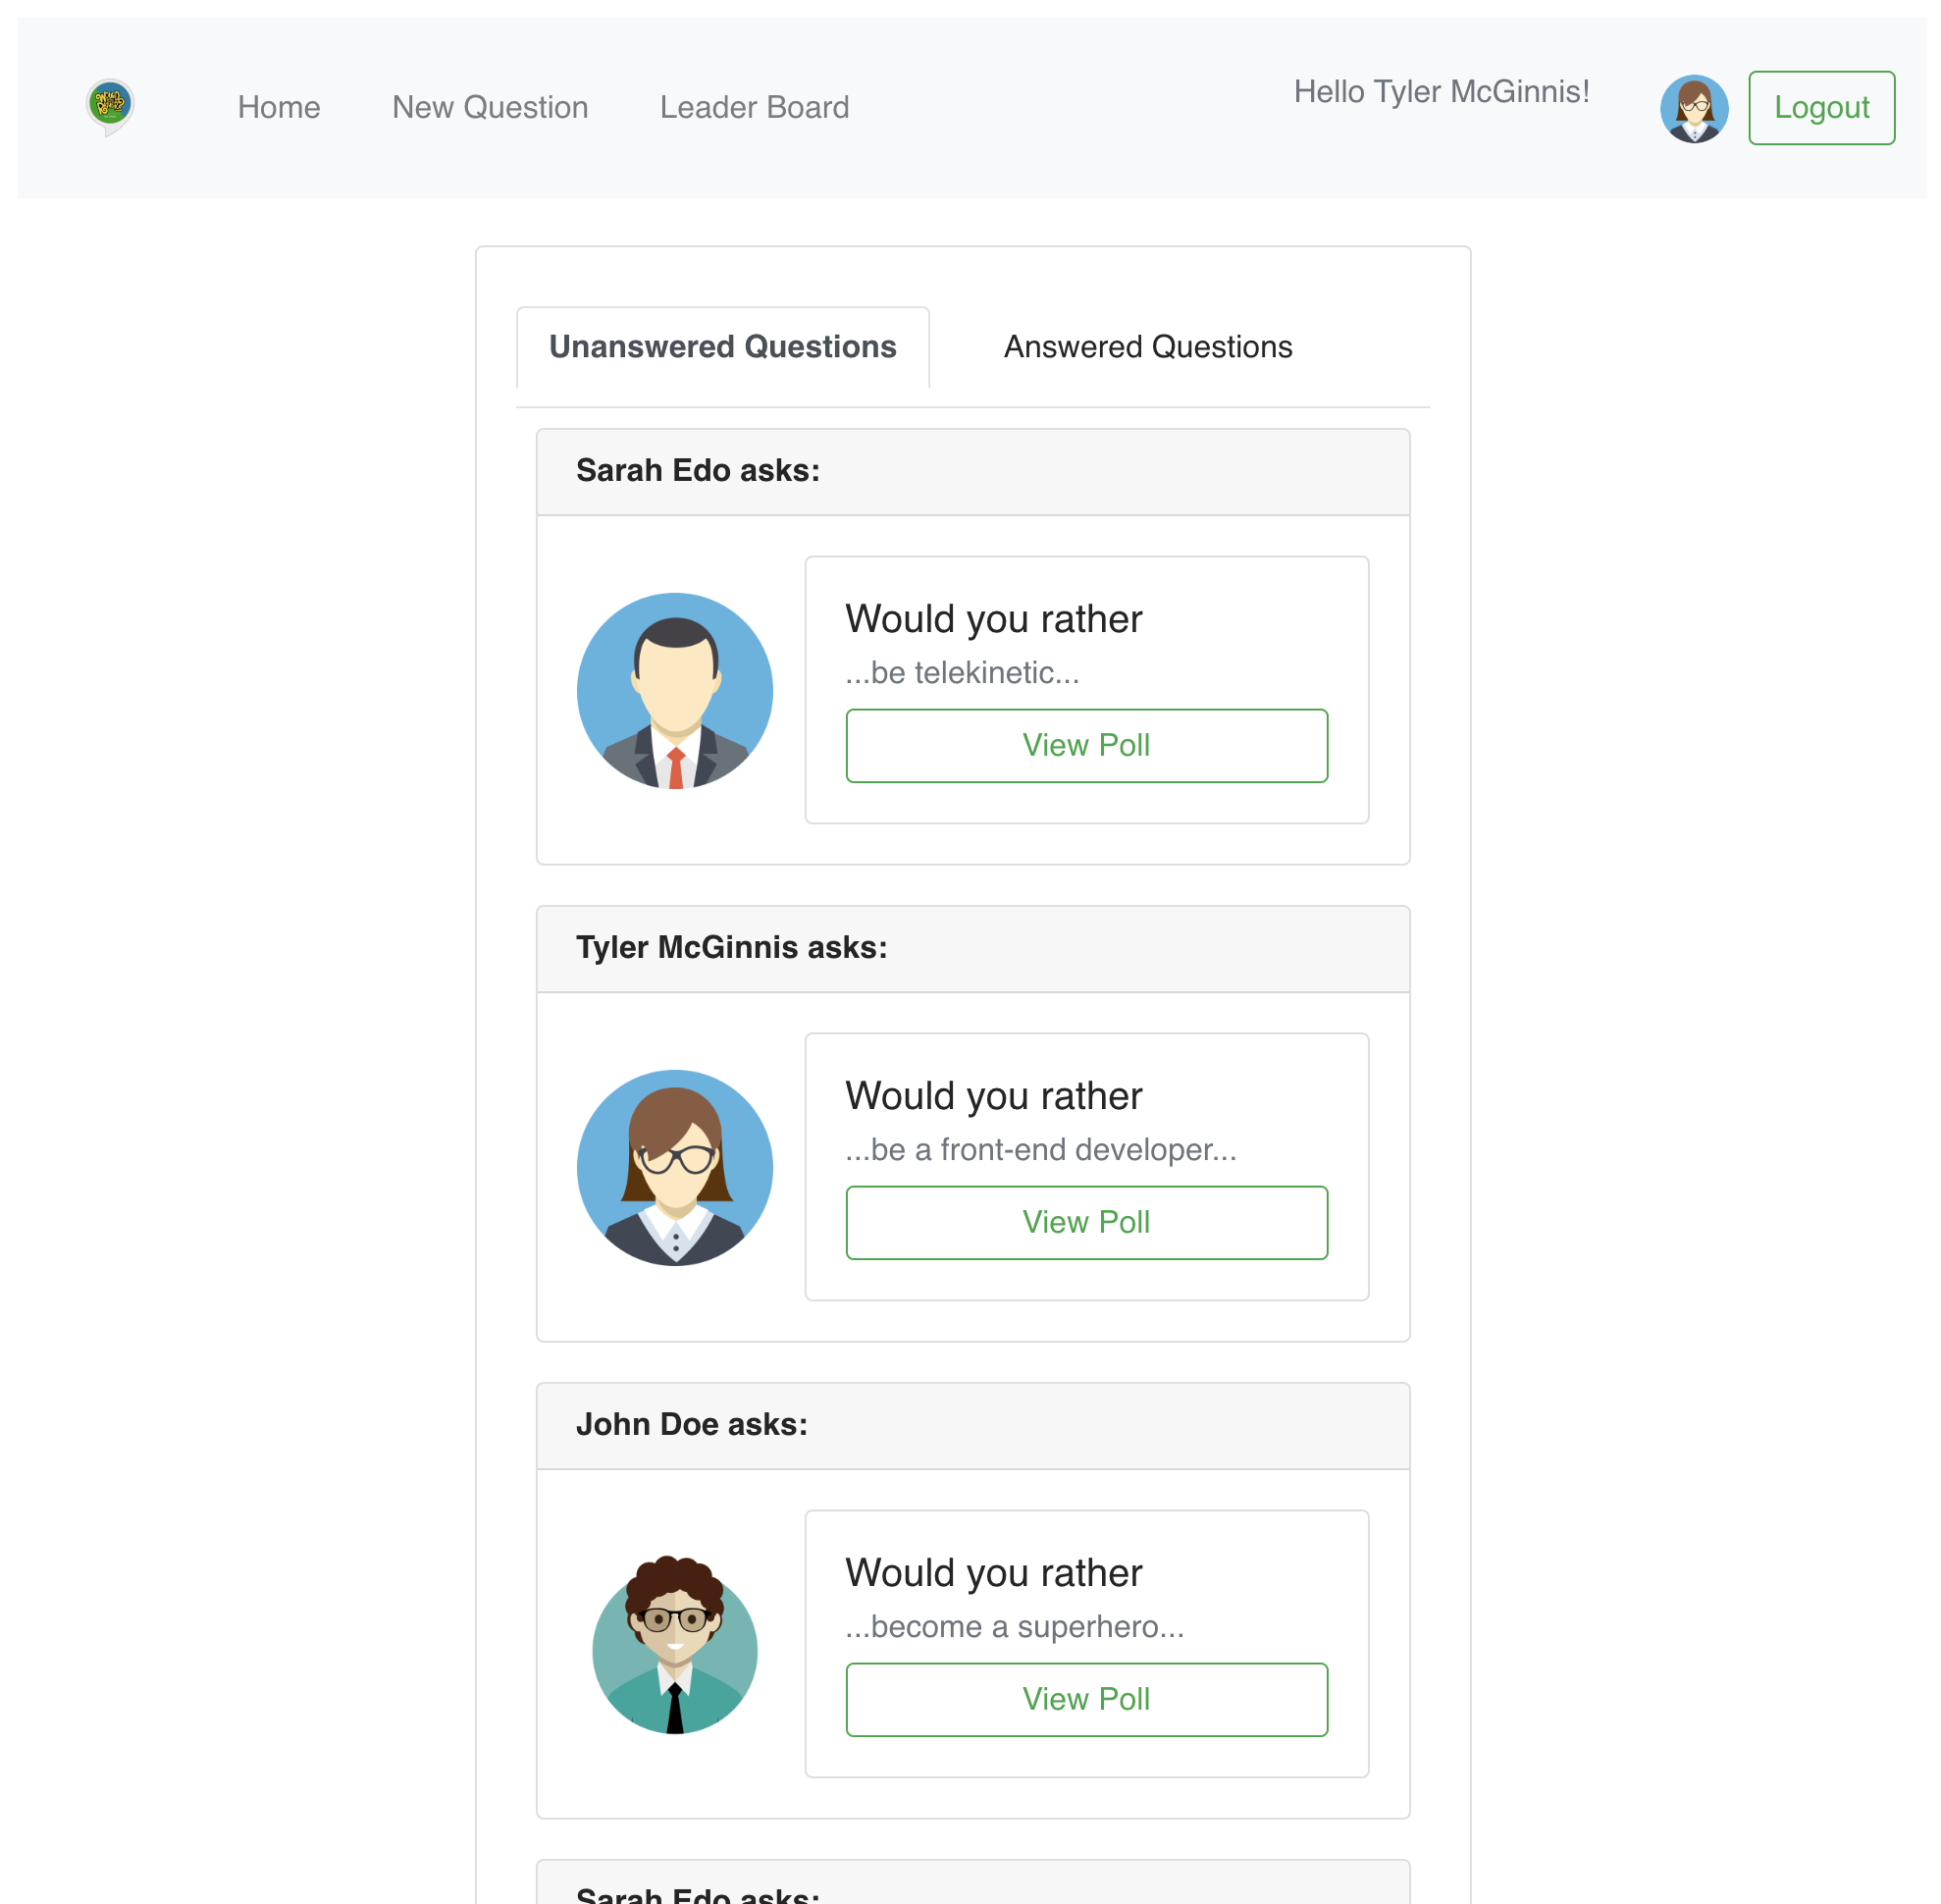 Home New Question Leader Board Hello Tyler McGinnis! Logout
Unanswered Questions Answered Questions
Sarah Edo asks:
Would you rather
...be telekinetic...
View Poll
Tyler McGinnis asks:
Would you rather
...be a front-end developer...
View Poll
John Doe asks:
Would you rather
...become a superhero...
View Poll
Sarah Edo asks: